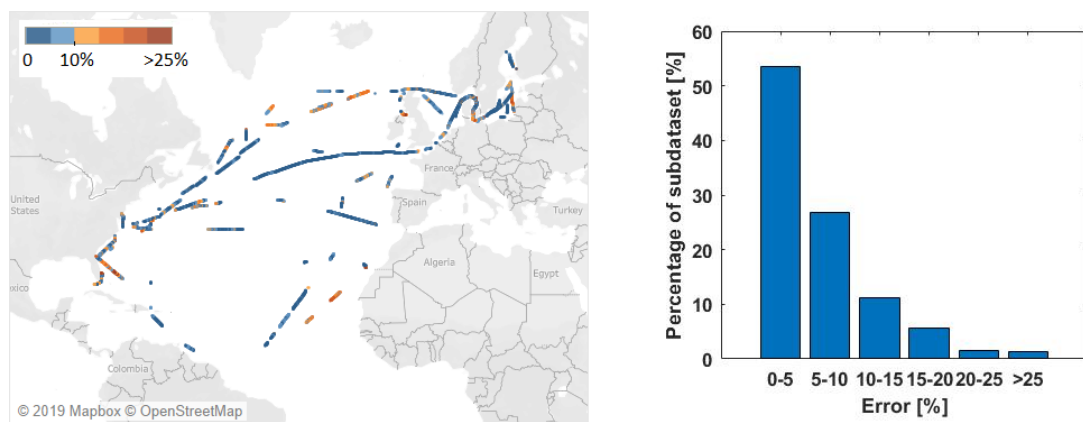 0
10%
>25%
United
States
xico
Colombia
France
Spain
Algeria
Turkey
Egypt
© 2019 Mapbox © OpenStreetMap
Percentage of subdataset [%]
60
50
40
30
20
10
0
0-5 5-10 10-15 15-20 20-25 >25
Error [%]